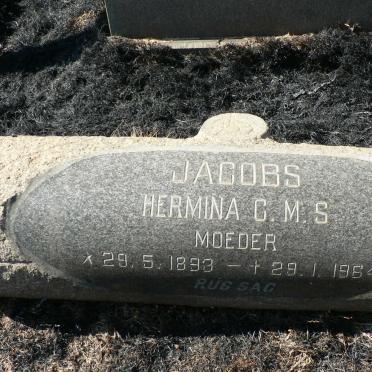 JACOBS
HERMINA C. M. S
MOEDER
* 29. 5. 1893 – † 29. 1. 1964
RUS SAG